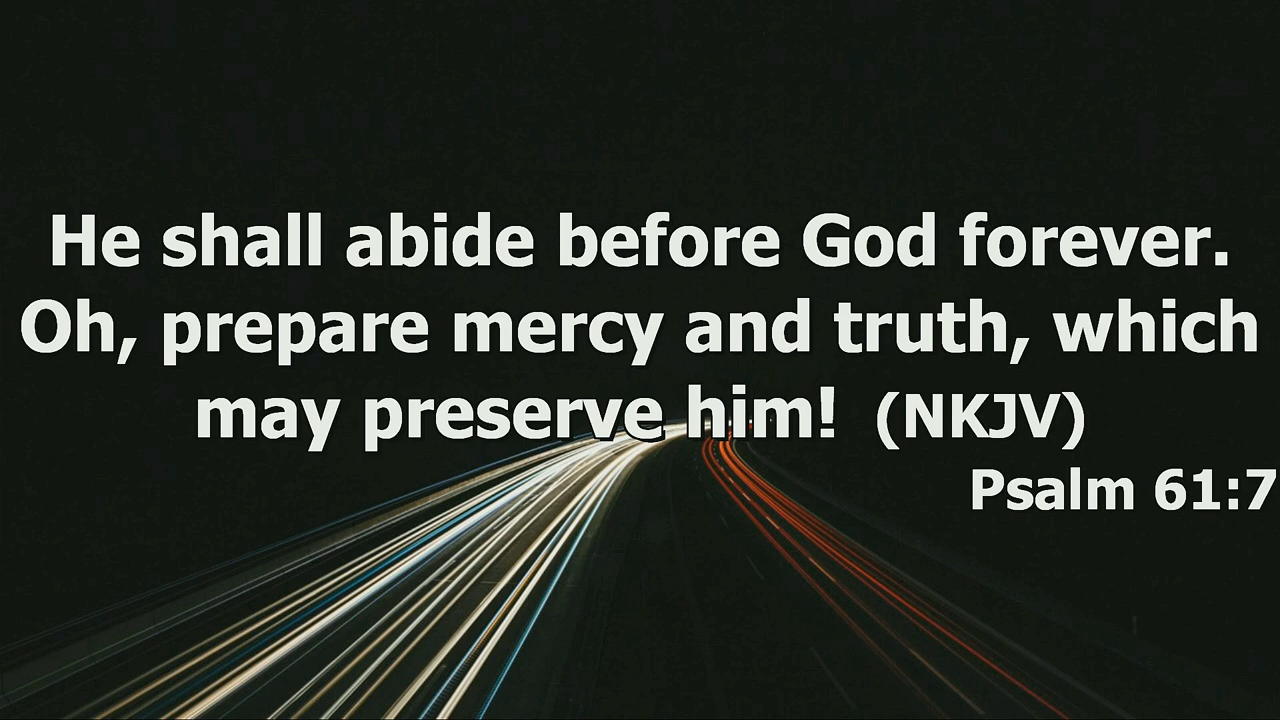 He shall abide before God forever.
Oh, prepare mercy and truth, which
may preserve him! (NKJV)
Psalm 61:7